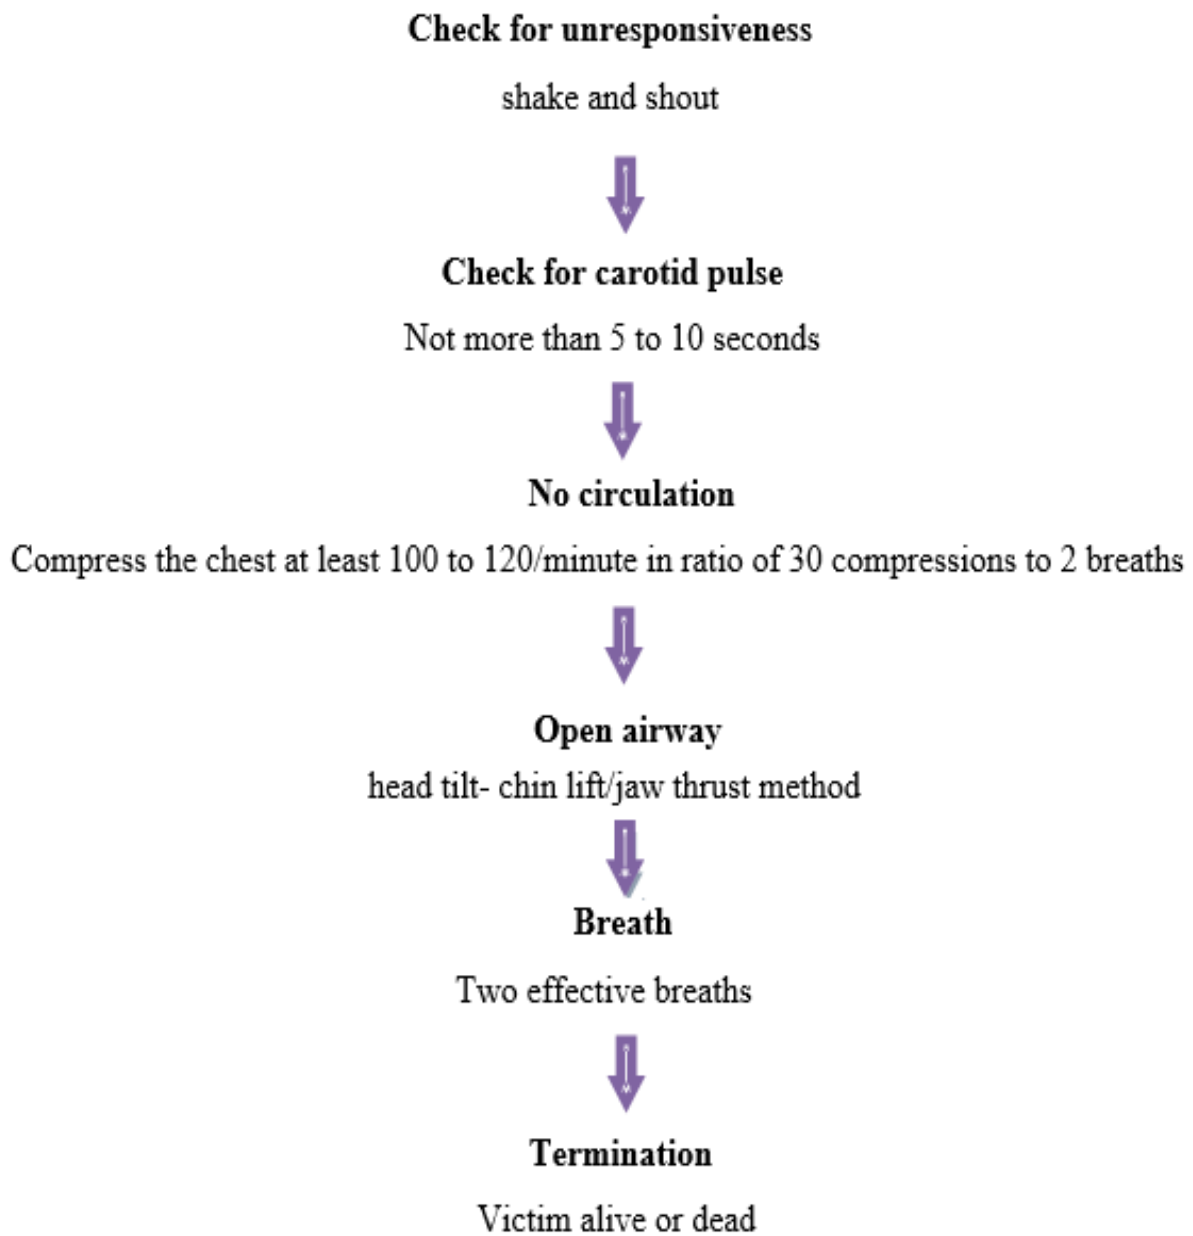 Check for unresponsiveness
shake and shout
Check for carotid pulse
Not more than 5 to 10 seconds
No circulation
Compress the chest at least 100 to 120/minute in ratio of 30 compressions to 2 breaths
Open airway
head tilt- chin lift/jaw thrust method
Breath
Two effective breaths
Termination
Victim alive or dead